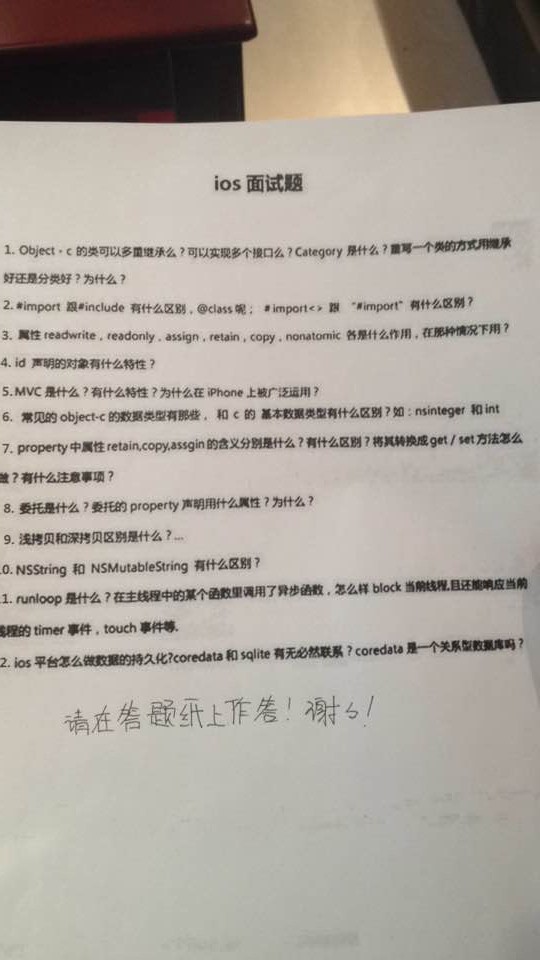 ios 面试题
1. Object - c 的类可以多重继承么？可以实现多个接口么？Category 是什么？重写一个类的方式用继承
好还是分类好？为什么？
2. #import 跟#include 有什么区别，@class 呢； # import<> 跟 “#import” 有什么区别？
3. 属性 readwrite，readonly，assign，retain，copy，nonatomic 各是什么作用，在那种情况下用？
4. id 声明的对象有什么特性？
5.MVC 是什么？有什么特性？为什么在 iPhone 上被广泛运用？
6. 常见的 object-c 的数据类型有那些， 和 c 的 基本数据类型有什么区别？如：nsinteger 和 int
7. property 中属性 retain,copy,assgin 的含义分别是什么？有什么区别？将其转换成 get / set 方法怎么
做？有什么注意事项？
8. 委托是什么？委托的 property 声明用什么属性？为什么？
9. 浅拷贝和深拷贝区别是什么？...
0. NSString 和 NSMutableString 有什么区别？
1. runloop 是什么？在主线程中的某个函数里调用了异步函数，怎么样 block 当前线程,且还能响应当前
线程的 timer 事件，touch 事件等.
2. ios 平台怎么做数据的持久化?coredata 和 sqlite 有无必然联系？coredata 是一个关系型数据库吗？
请在答题纸上作答！谢々！